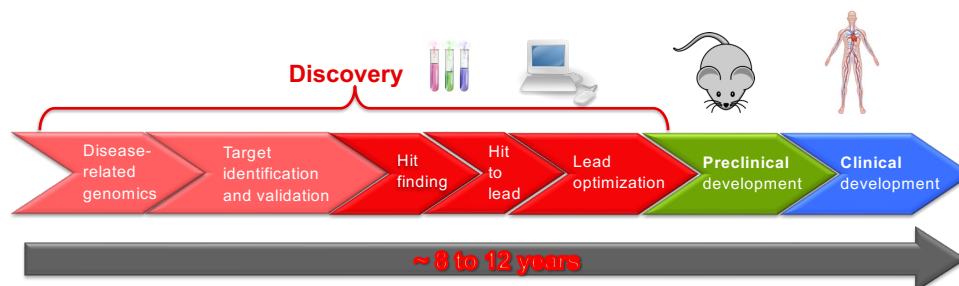 Discovery
Disease-
related
genomics
Target
identification
and validation
Hit
finding
Hit
to
lead
Lead
optimization
Preclinical
development
Clinical
development
~ 8 to 12 years